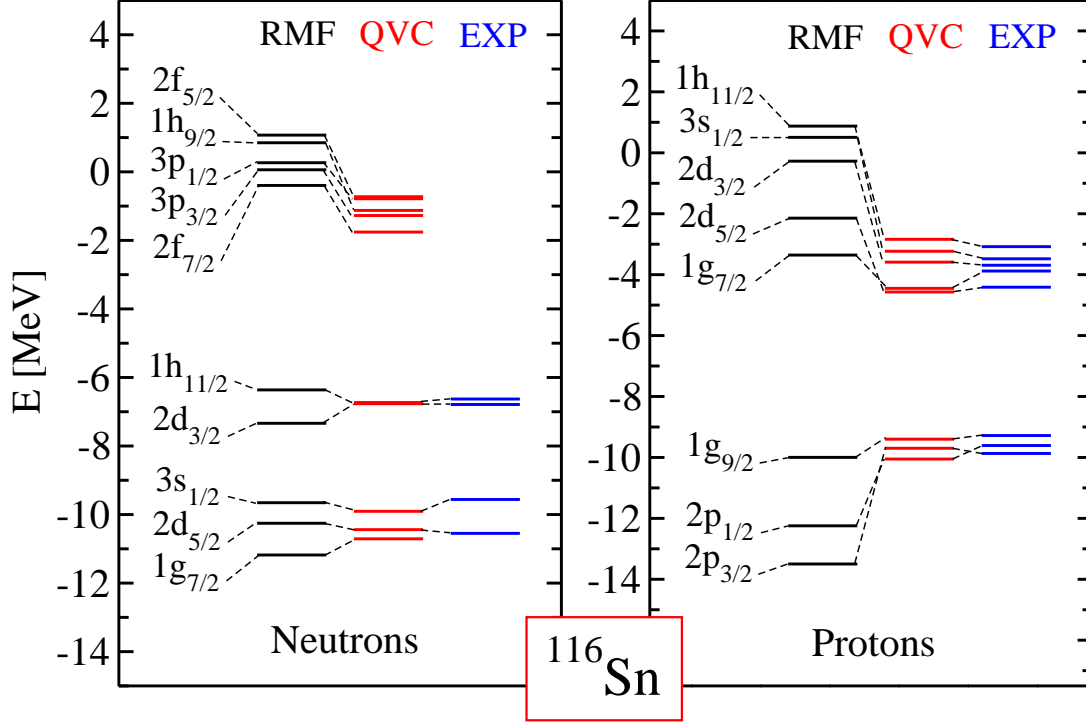 E [MeV]
4
2
0
-2
-4
-6
-8
-10
-12
-14
RMF QVC EXP
2f5/2
1h9/2
3p1/2
3p3/2
2f7/2
1h11/2
2d3/2
3s1/2
2d5/2
1g7/2
Neutrons
4
2
0
-2
-4
-6
-8
-10
-12
-14
RMF QVC EXP
1h11/2
3s1/2
2d3/2
2d5/2
1g7/2
1g9/2
2p1/2
2p3/2
Protons
116Sn